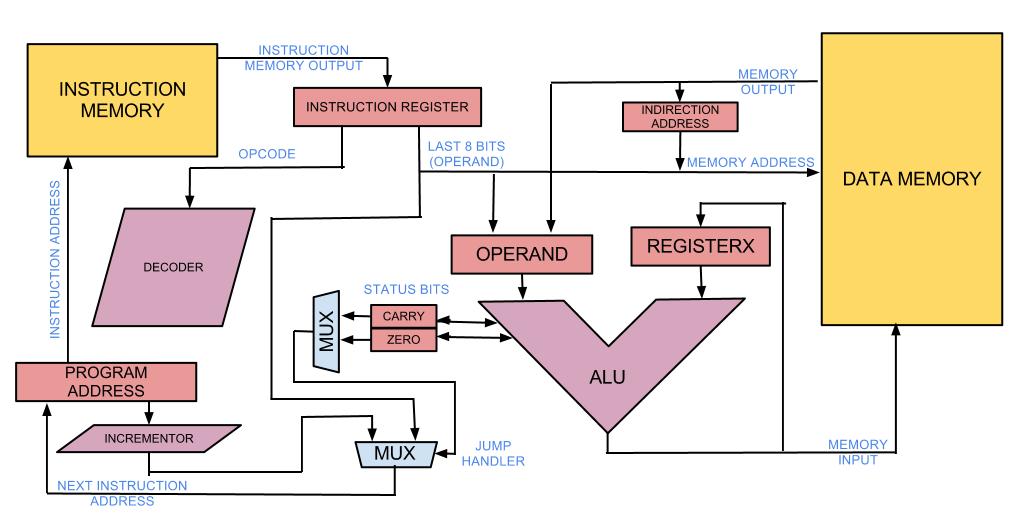 INSTRUCTION
MEMORY
INSTRUCTION
MEMORY OUTPUT
INSTRUCTION REGISTER
MEMORY
OUTPUT
INDIRECTION
ADDRESS
OPCODE
LAST 8 BITS
(OPERAND)
MEMORY ADDRESS
DATA MEMORY
INSTRUCTION ADDRESS
DECODER
OPERAND
REGISTERX
STATUS BITS
MUX
CARRY
ZERO
ALU
PROGRAM
ADDRESS
INCREMENTOR
MUX
JUMP
HANDLER
MEMORY
INPUT
NEXT INSTRUCTION
ADDRESS